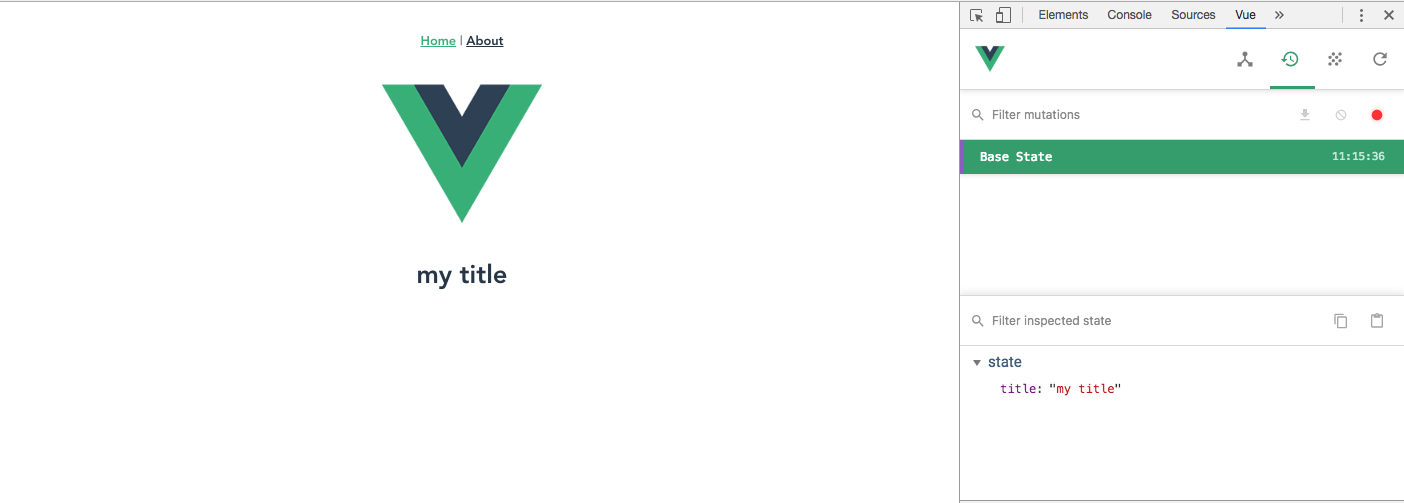 Home | About
my title
Elements Console Sources Vue »
Filter mutations
Base State 11:15:36
Filter inspected state
state
title: "my title"